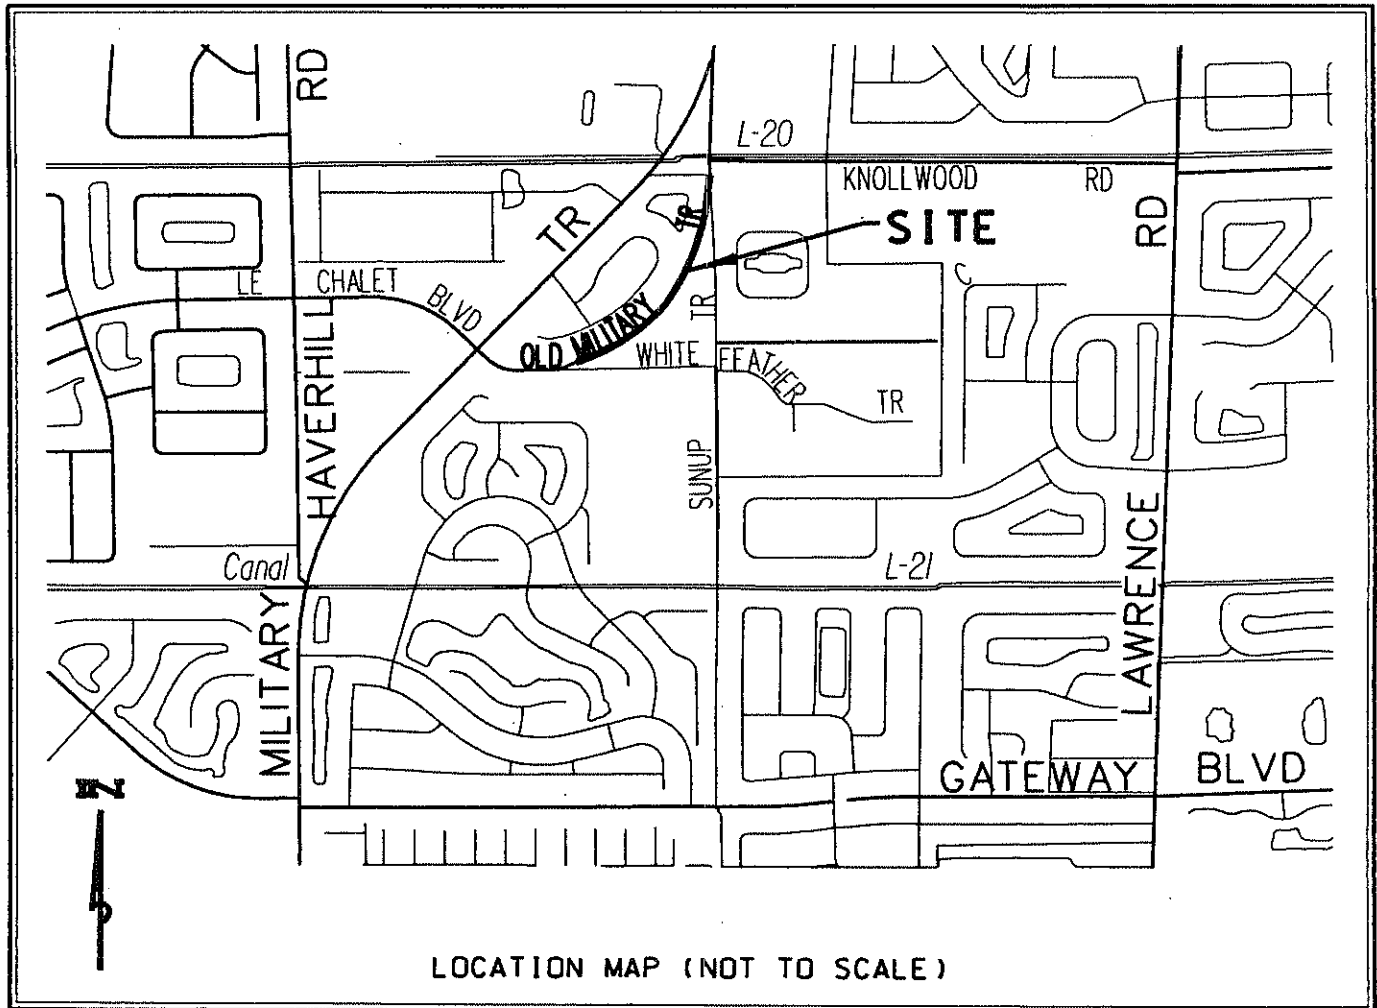 RD
L-20
KNOLLWOOD RD
TR
TR
SITE
RD
LE CHALET BLVD
TR
OLD MILITARY
WHITE FEATHER TR
HAVERHILL
SUNUP
Canal
L-21
LAWRENCE
MILITARY
GATEWAY BLVD
N
LOCATION MAP (NOT TO SCALE)